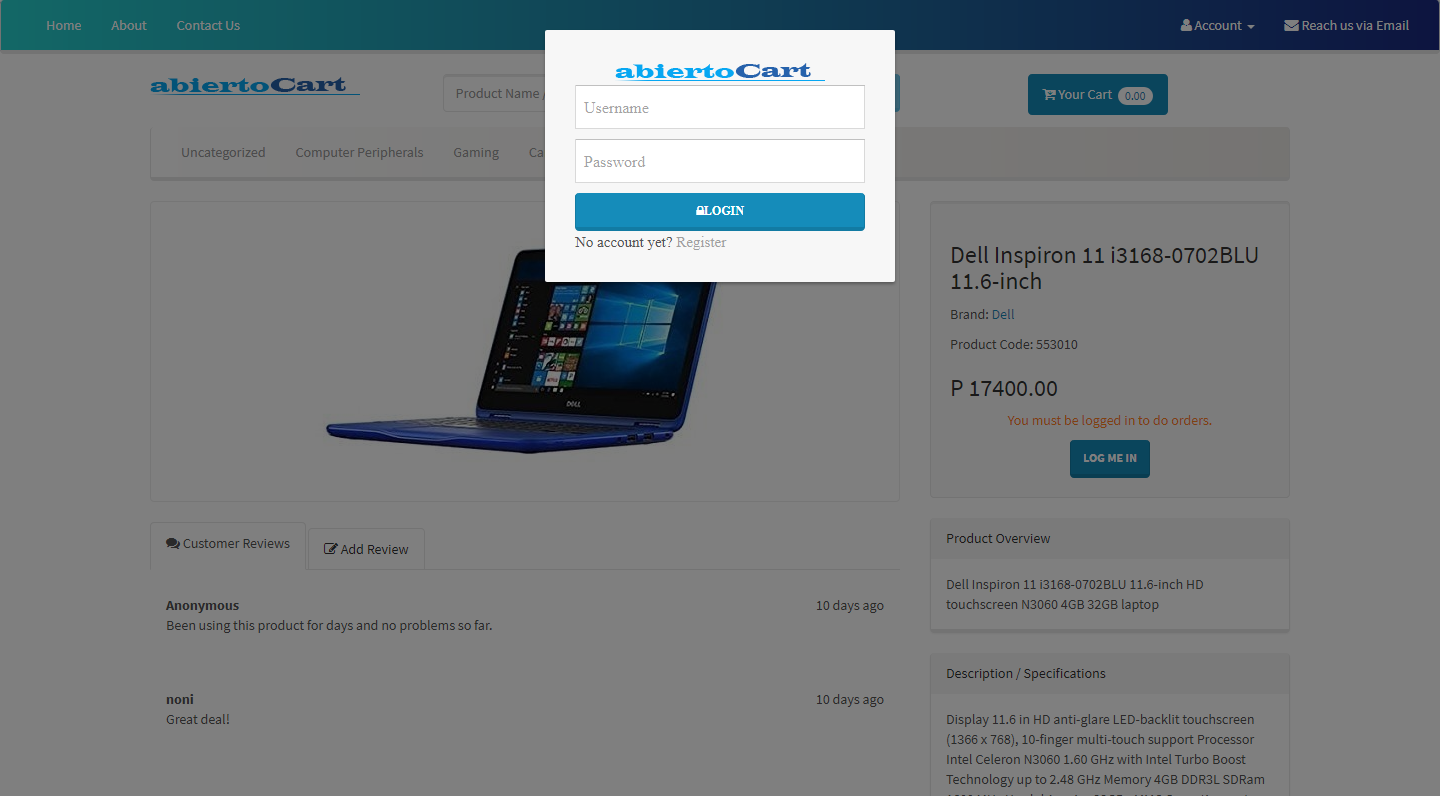 Home About Contact Us Account Reach us via Email
abiertoCart
Product Name /
Your Cart 0.00
Uncategorized Computer Peripherals Gaming
abiertoCart
Username
Password
LOGIN
No account yet? Register
DELL
Dell Inspiron 11 i3168-0702BLU
11.6-inch
Brand: Dell
Product Code: 553010
P 17400.00
You must be logged in to do orders.
LOG ME IN
Customer Reviews Add Review
Anonymous 10 days ago
Been using this product for days and no problems so far.
noni 10 days ago
Great deal!
Product Overview
Dell Inspiron 11 i3168-0702BLU 11.6-inch HD
touchscreen N3060 4GB 32GB laptop
Description / Specifications
Display 11.6 in HD anti-glare LED-backlit touchscreen
(1366 x 768), 10-finger multi-touch support Processor
Intel Celeron N3060 1.60 GHz with Intel Turbo Boost
Technology up to 2.48 GHz Memory 4GB DDR3L SDRam